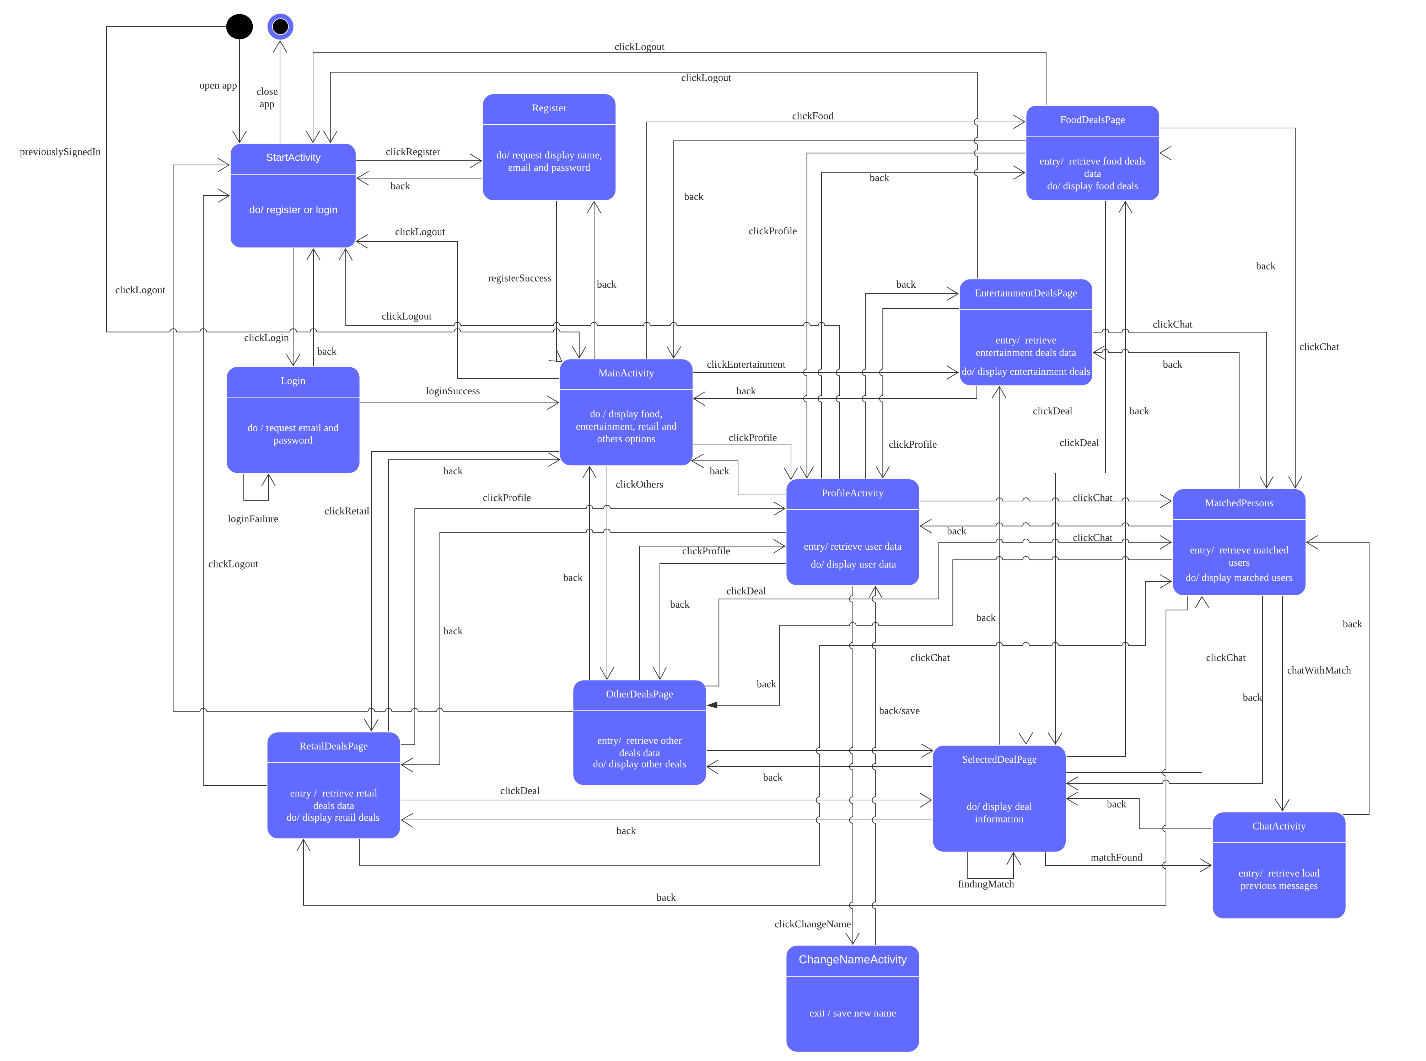 clickLogout
clickLogout
open app
close
app
previouslySignedIn
Register
do/ request display name,
email and password
clickFood
FoodDealsPage
entry/  retrieve food deals
data
do/ display food deals
StartActivity
do/ register or login
clickRegister
back
back
back
clickProfile
clickLogout
registerSuccess
back
back
back
clickLogout
clickLogout
EntertainmentDealsPage
entry/  retrieve
entertainment deals data
do/ display entertainment deals
clickChat
clickChat
clickLogin
back
back
MainActivity
do / display food,
entertainment, retail and
others options
clickEntertainment
back
Login
do / request email and
password
loginSuccess
clickDeal
back
clickDeal
clickProfile
clickProfile
back
back
clickOthers
loginFailure
clickProfile
clickRetail
ProfileActivity
entry/ retrieve user data
do/ display user data
clickChat
back
clickChat
MatchedPersons
entry/  retrieve matched
users
do/ display matched users
clickProfile
clickLogout
back
clickDeal
back
back
back
back
clickChat
clickChat
chatWithMatch
back
back
OtherDealsPage
entry/  retrieve other
deals data
do/ display other deals
back
back/save
RetailDealsPage
entry /  retrieve retail
deals data
do/ display retail deals
SelectedDealPage
do/ display deal
information
back
clickDeal
back
back
ChatActivity
entry/  retrieve load
previous messages
matchFound
findingMatch
back
clickChangeName
ChangeNameActivity
exit / save new name